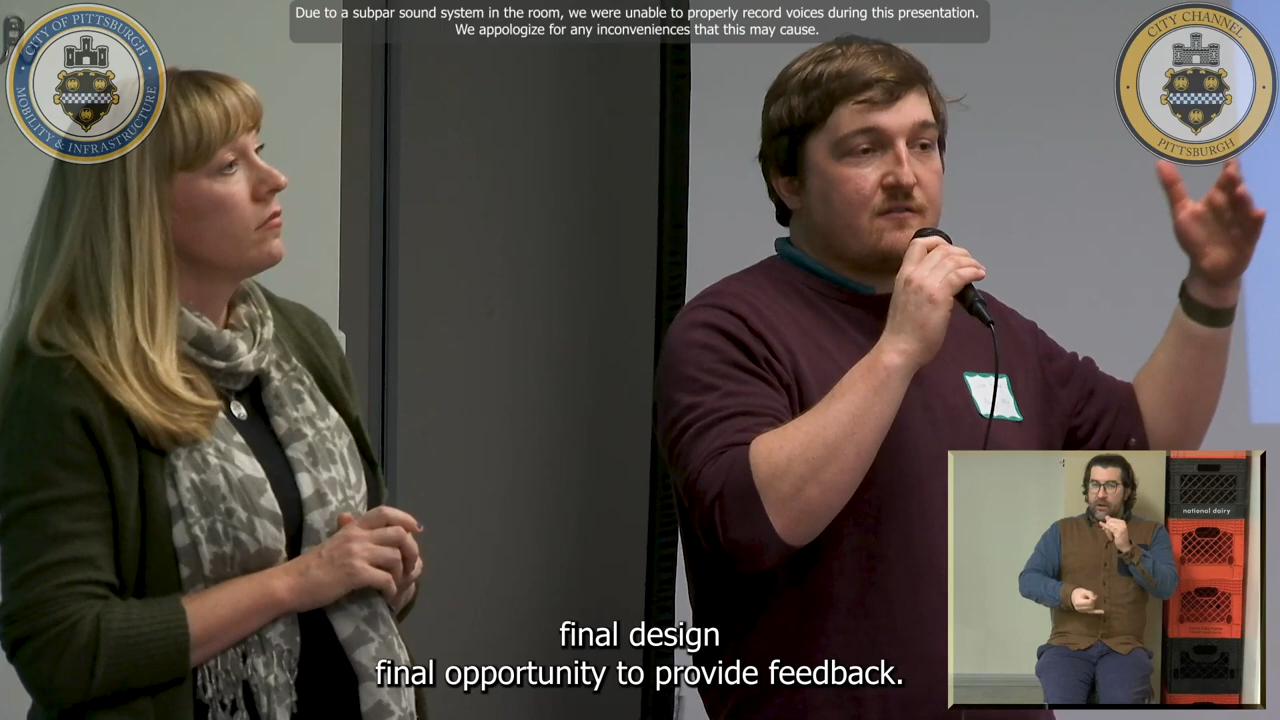 Due to a subpar sound system in the room, we were unable to properly record voices during this presentation.
We appologize for any inconveniences that this may cause.
CITY OF PITTSBURGH
MOBILITY & INFRASTRUCTURE
CITY CHANNEL
PITTSBURGH
national dairy
final design
final opportunity to provide feedback.